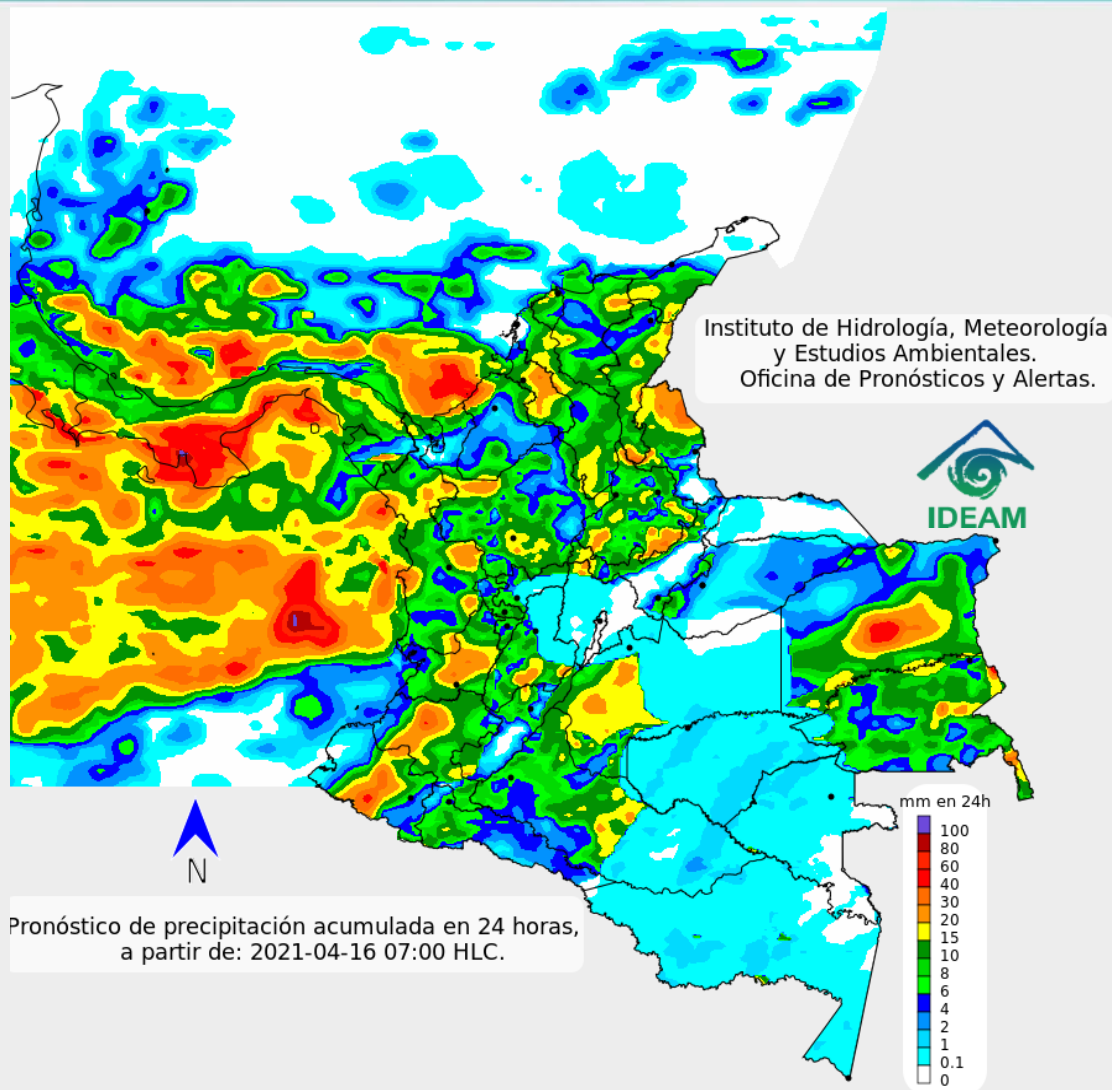 Instituto de Hidrología, Meteorología
y Estudios Ambientales.
Oficina de Pronósticos y Alertas.
IDEAM
mm en 24h
100
80
60
40
30
20
15
10
8
6
4
2
1
0.1
0
N
Pronóstico de precipitación acumulada en 24 horas,
a partir de: 2021-04-16 07:00 HLC.